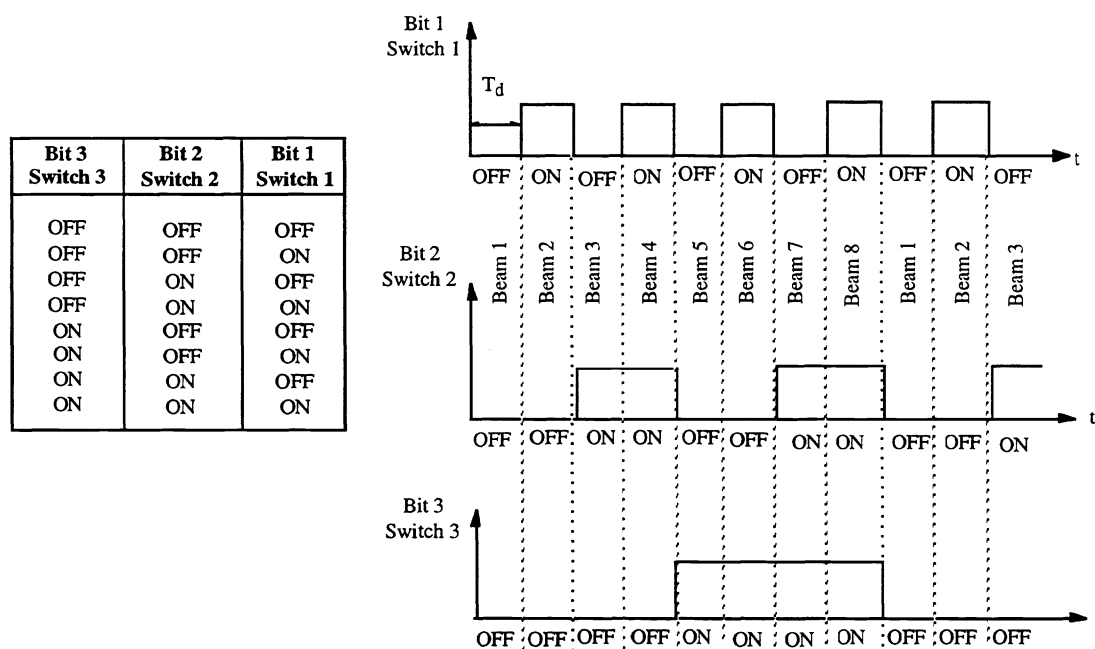 Bit 3 Bit 2 Bit 1
Switch 3 Switch 2 Switch 1
OFF OFF OFF
OFF OFF ON
OFF ON OFF
OFF ON ON
ON OFF OFF
ON OFF ON
ON ON OFF
ON ON ON
Bit 1
Switch 1
Td
t
OFF ON OFF ON OFF ON OFF ON OFF ON OFF
Bit 2
Switch 2
Beam 1
Beam 2
Beam 3
Beam 4
Beam 5
Beam 6
Beam 7
Beam 8
Beam 1
Beam 2
Beam 3
t
OFF OFF ON ON OFF OFF ON ON OFF OFF ON
Bit 3
Switch 3
OFF OFF OFF OFF ON ON ON ON OFF OFF OFF